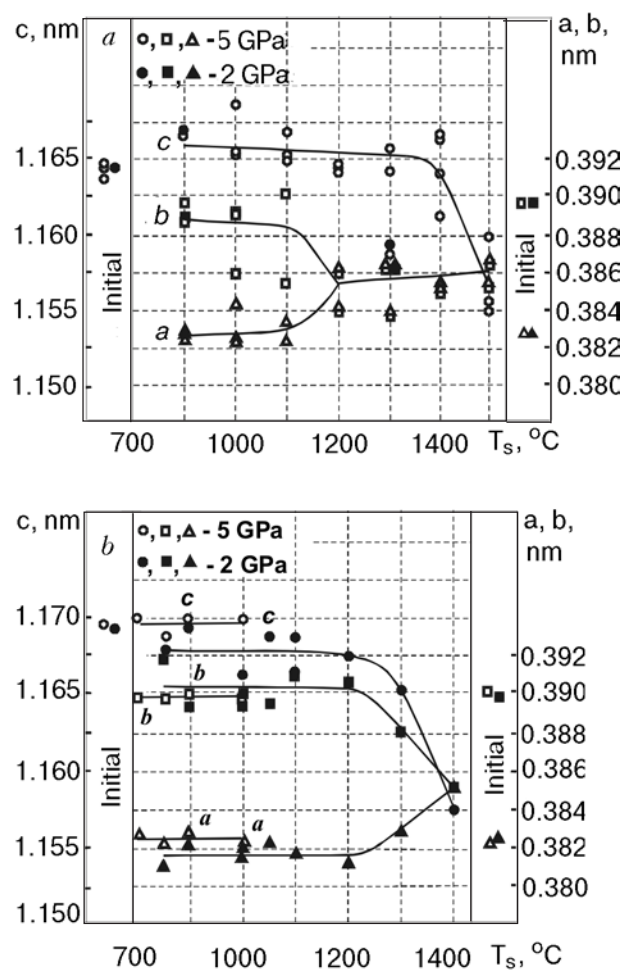 c, nm
a
○, □, △ - 5 GPa
●, ■, ▲ - 2 GPa
a, b,
nm
c
1.165
0.392
0.390
b
1.160
0.388
Initial
Initial
0.386
1.155
0.384
a
0.382
1.150
0.380
700
1000
1200
1400
Ts, °C
c, nm
b
○, □, △ - 5 GPa
●, ■, ▲ - 2 GPa
a, b,
nm
c
1.170
c
0.392
b
1.165
b
0.390
0.388
Initial
Initial
1.160
0.386
0.384
a
a
1.155
0.382
0.380
1.150
700
1000
1200
1400
Ts, °C